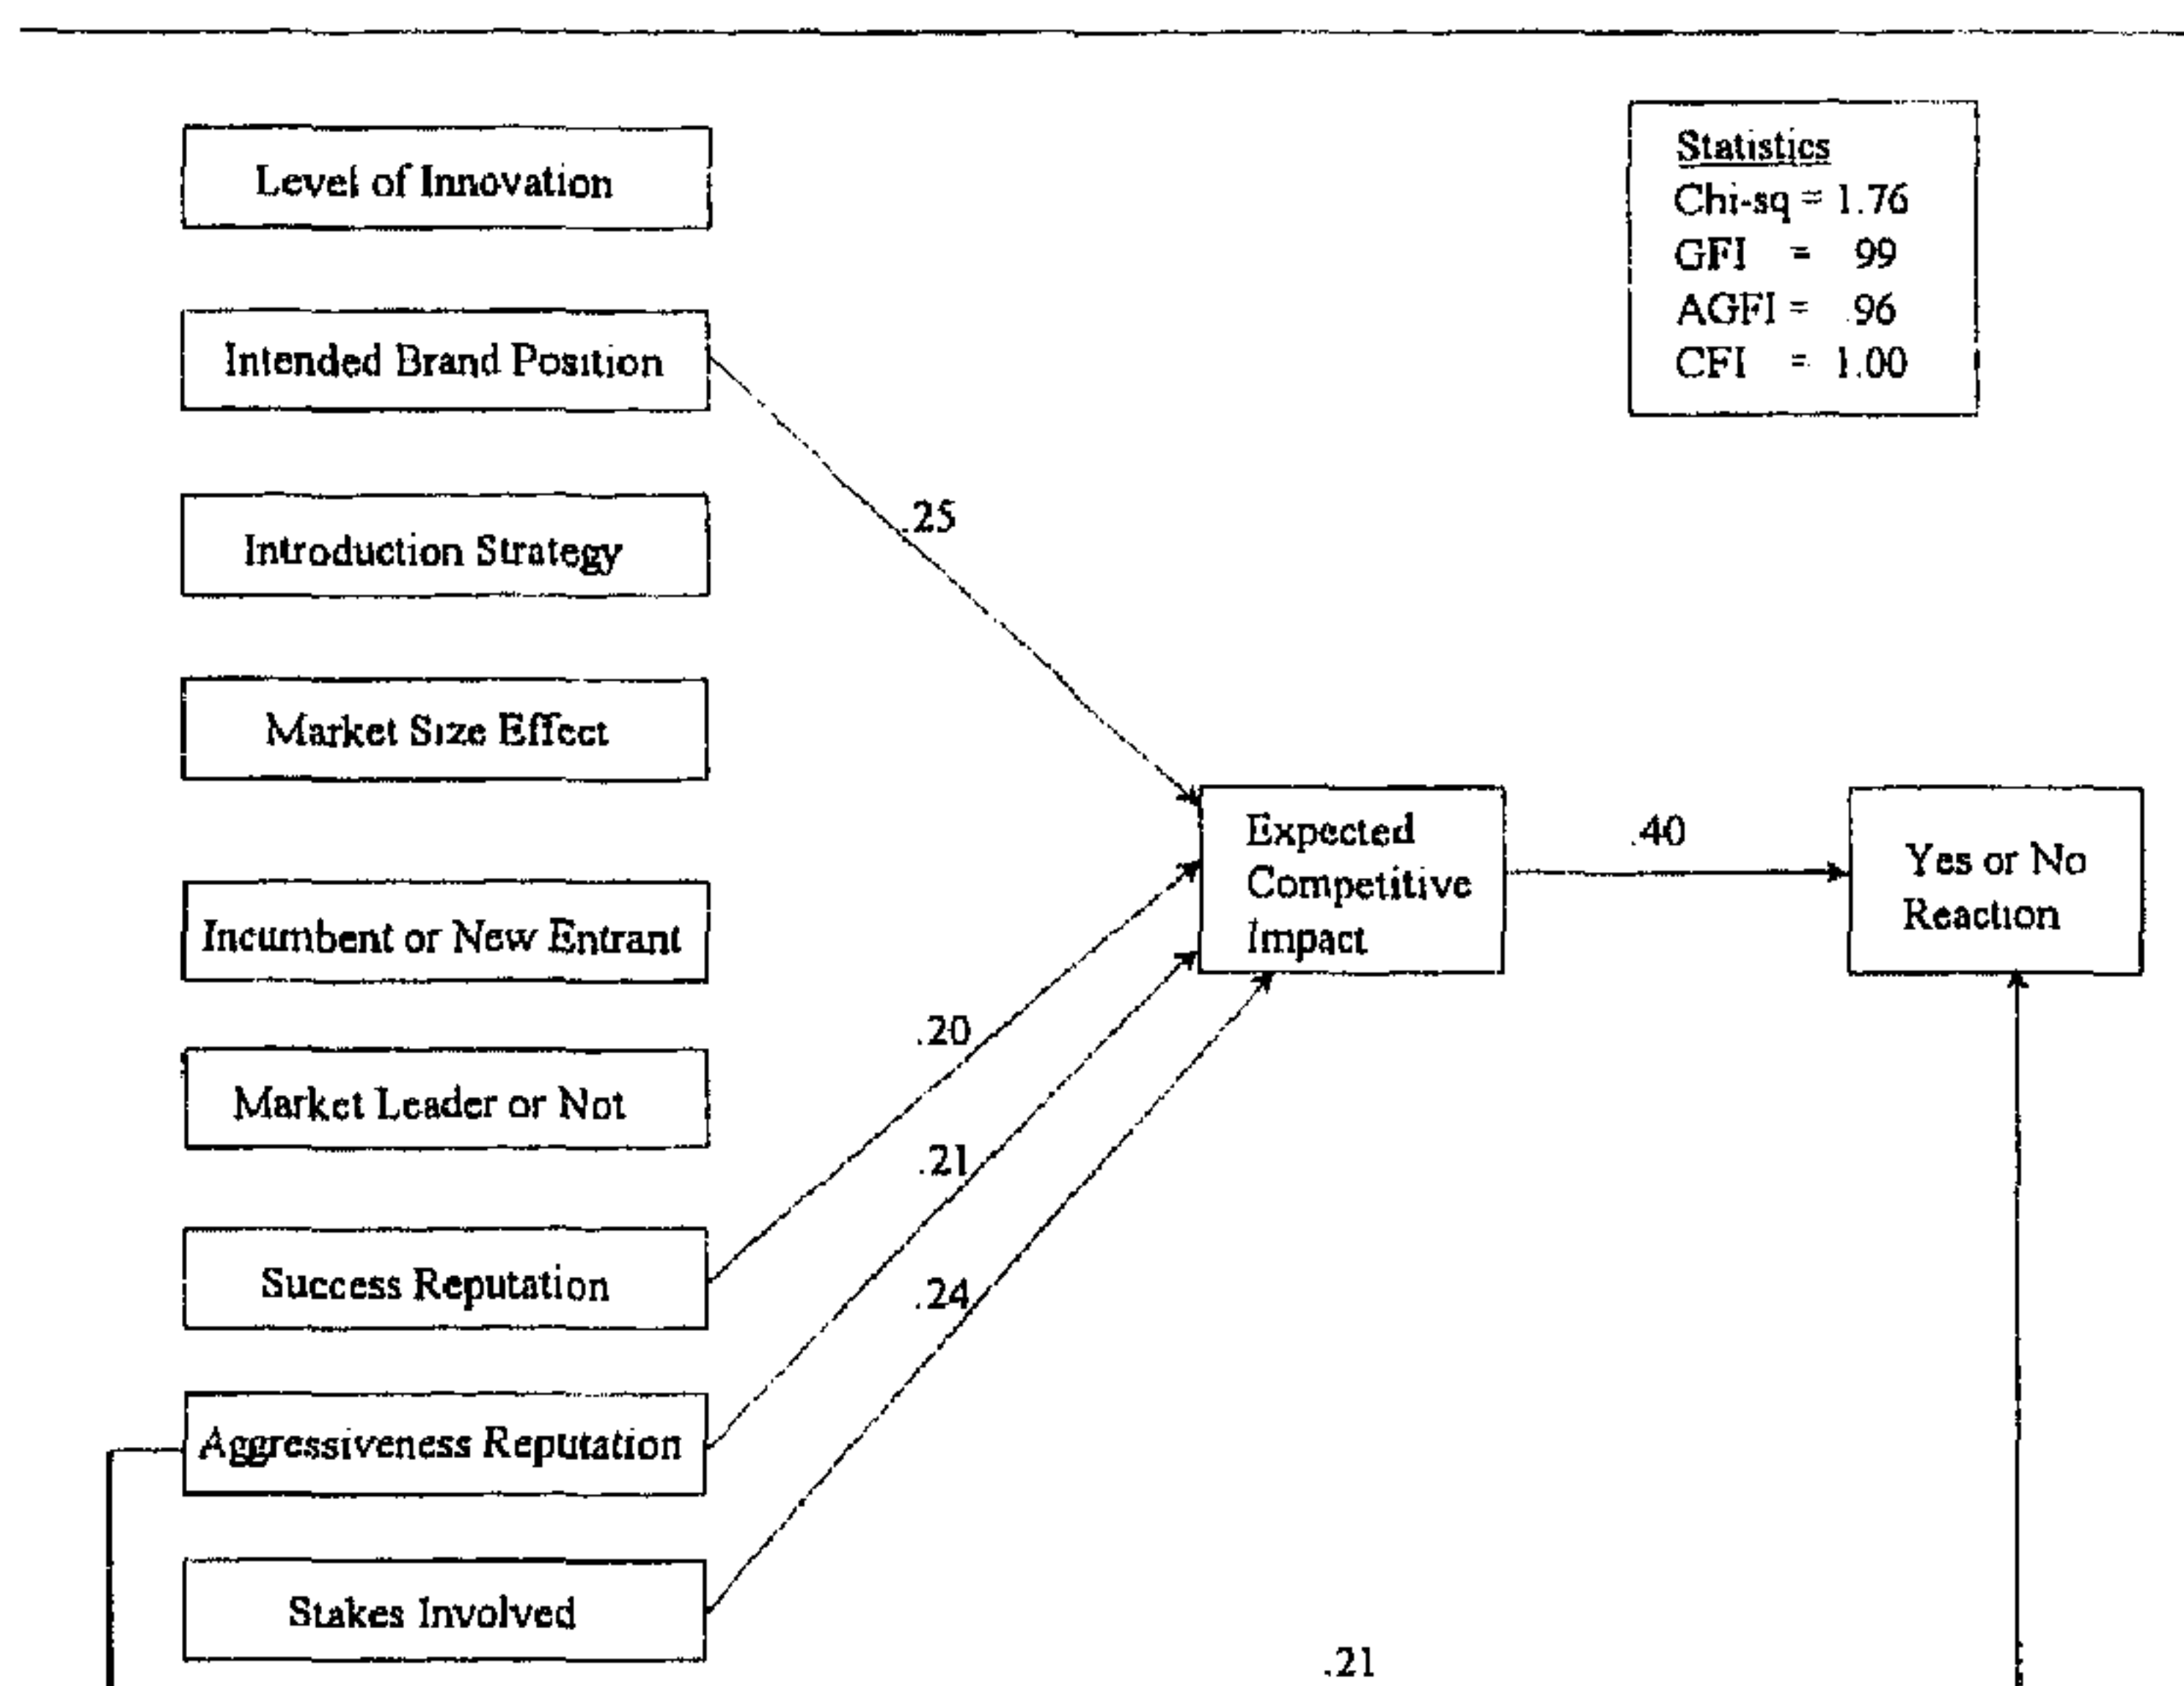 Level of Innovation
Intended Brand Position
Introduction Strategy
Market Size Effect
Incumbent or New Entrant
Market Leader or Not
Success Reputation
Aggressiveness Reputation
Stakes Involved
.25
.20
.21
.24
Expected
Competitive
Impact
.40
Yes or No
Reaction
.21
Statistics
Chi-sq = 1.76
GFI = 99
AGFI = .96
CFI = 1.00